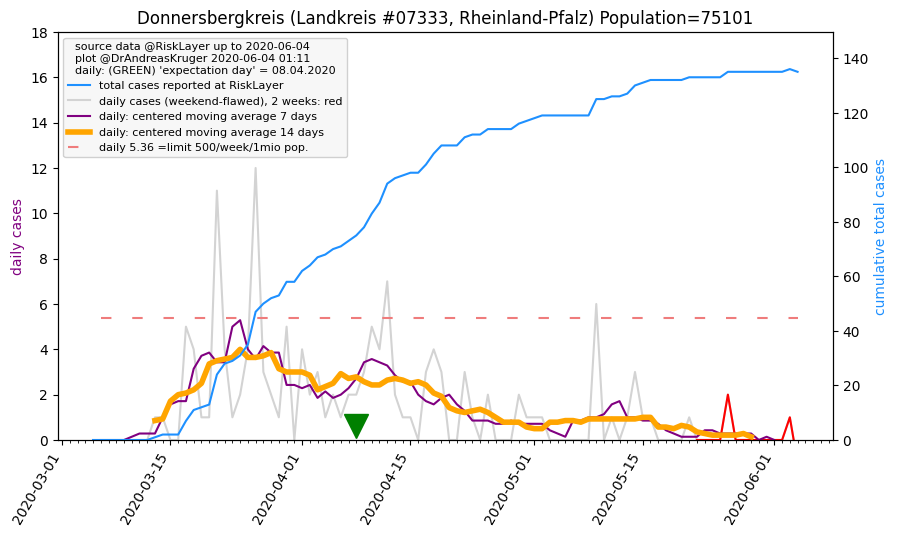 Donnersbergkreis (Landkreis #07333, Rheinland-Pfalz) Population=75101
source data @RiskLayer up to 2020-06-04
plot @DrAndreasKruger 2020-06-04 01:11
daily: (GREEN) 'expectation day' = 08.04.2020
total cases reported at RiskLayer
daily cases (weekend-flawed), 2 weeks: red
daily: centered moving average 7 days
daily: centered moving average 14 days
daily 5.36 =limit 500/week/1mio pop.
daily cases
18
16
14
12
10
8
6
4
2
0
140
120
100
80
60
40
20
0
cumulative total cases
2020-03-01
2020-03-15
2020-04-01
2020-04-15
2020-05-01
2020-05-15
2020-06-01